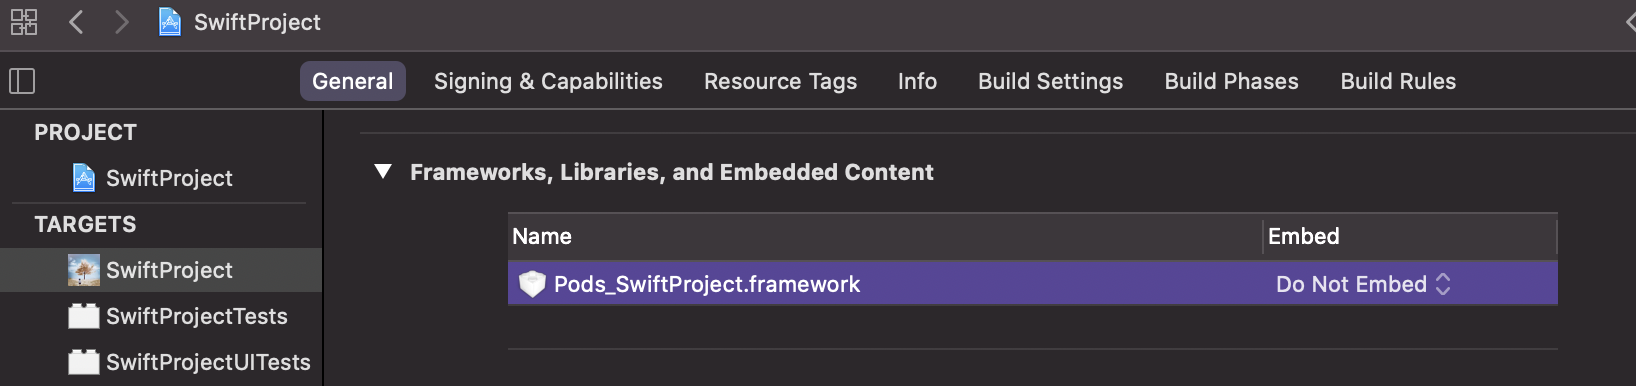 SwiftProject
General Signing & Capabilities Resource Tags Info Build Settings Build Phases Build Rules
PROJECT
SwiftProject
TARGETS
SwiftProject
SwiftProjectTests
SwiftProjectUITests
Frameworks, Libraries, and Embedded Content
Name Embed
Pods_SwiftProject.framework Do Not Embed